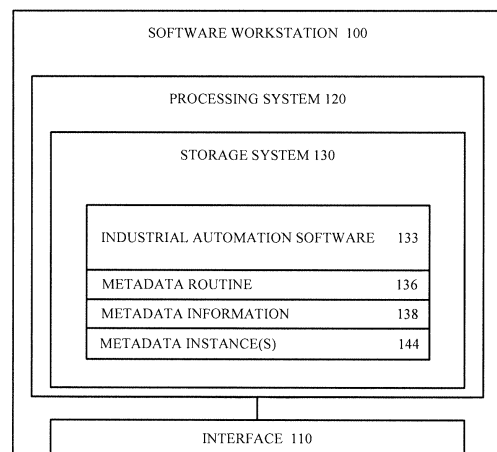 SOFTWARE WORKSTATION 100
PROCESSING SYSTEM 120
STORAGE SYSTEM 130
INDUSTRIAL AUTOMATION SOFTWARE 133
METADATA ROUTINE 136
METADATA INFORMATION 138
METADATA INSTANCE(S) 144
INTERFACE 110